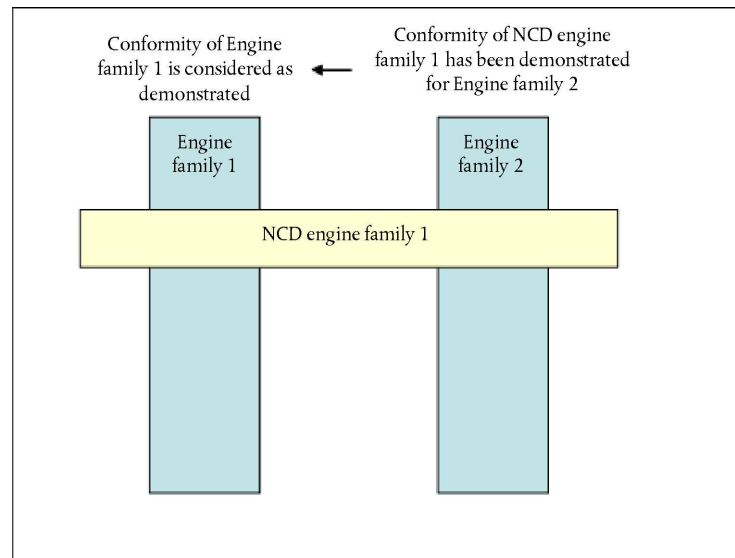 Conformity of Engine
family 1 is considered as
demonstrated
Conformity of NCD engine
family 1 has been demonstrated
for Engine family 2
Engine
family 1
Engine
family 2
NCD engine family 1